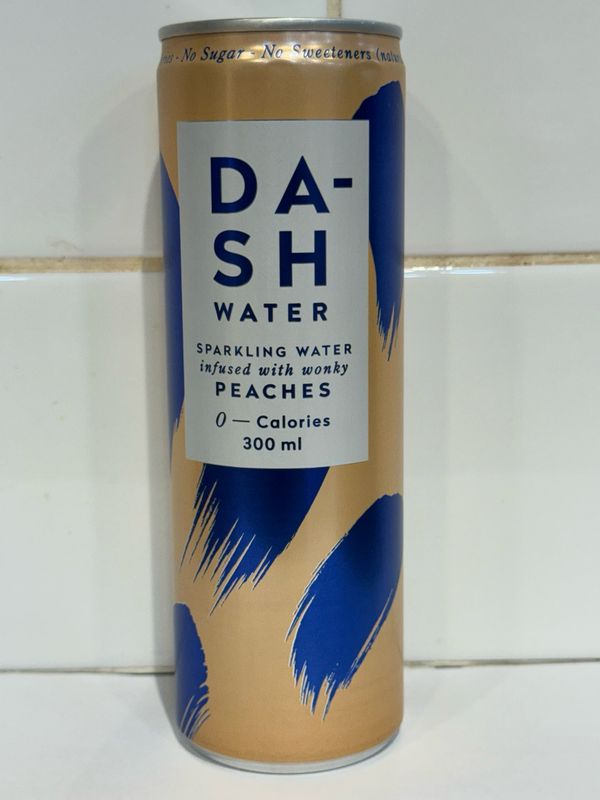 - No Sugar - No Sweeteners
DA-
SH
WATER
SPARKLING WATER
infused with wonky
PEACHES
0 — Calories
300 ml